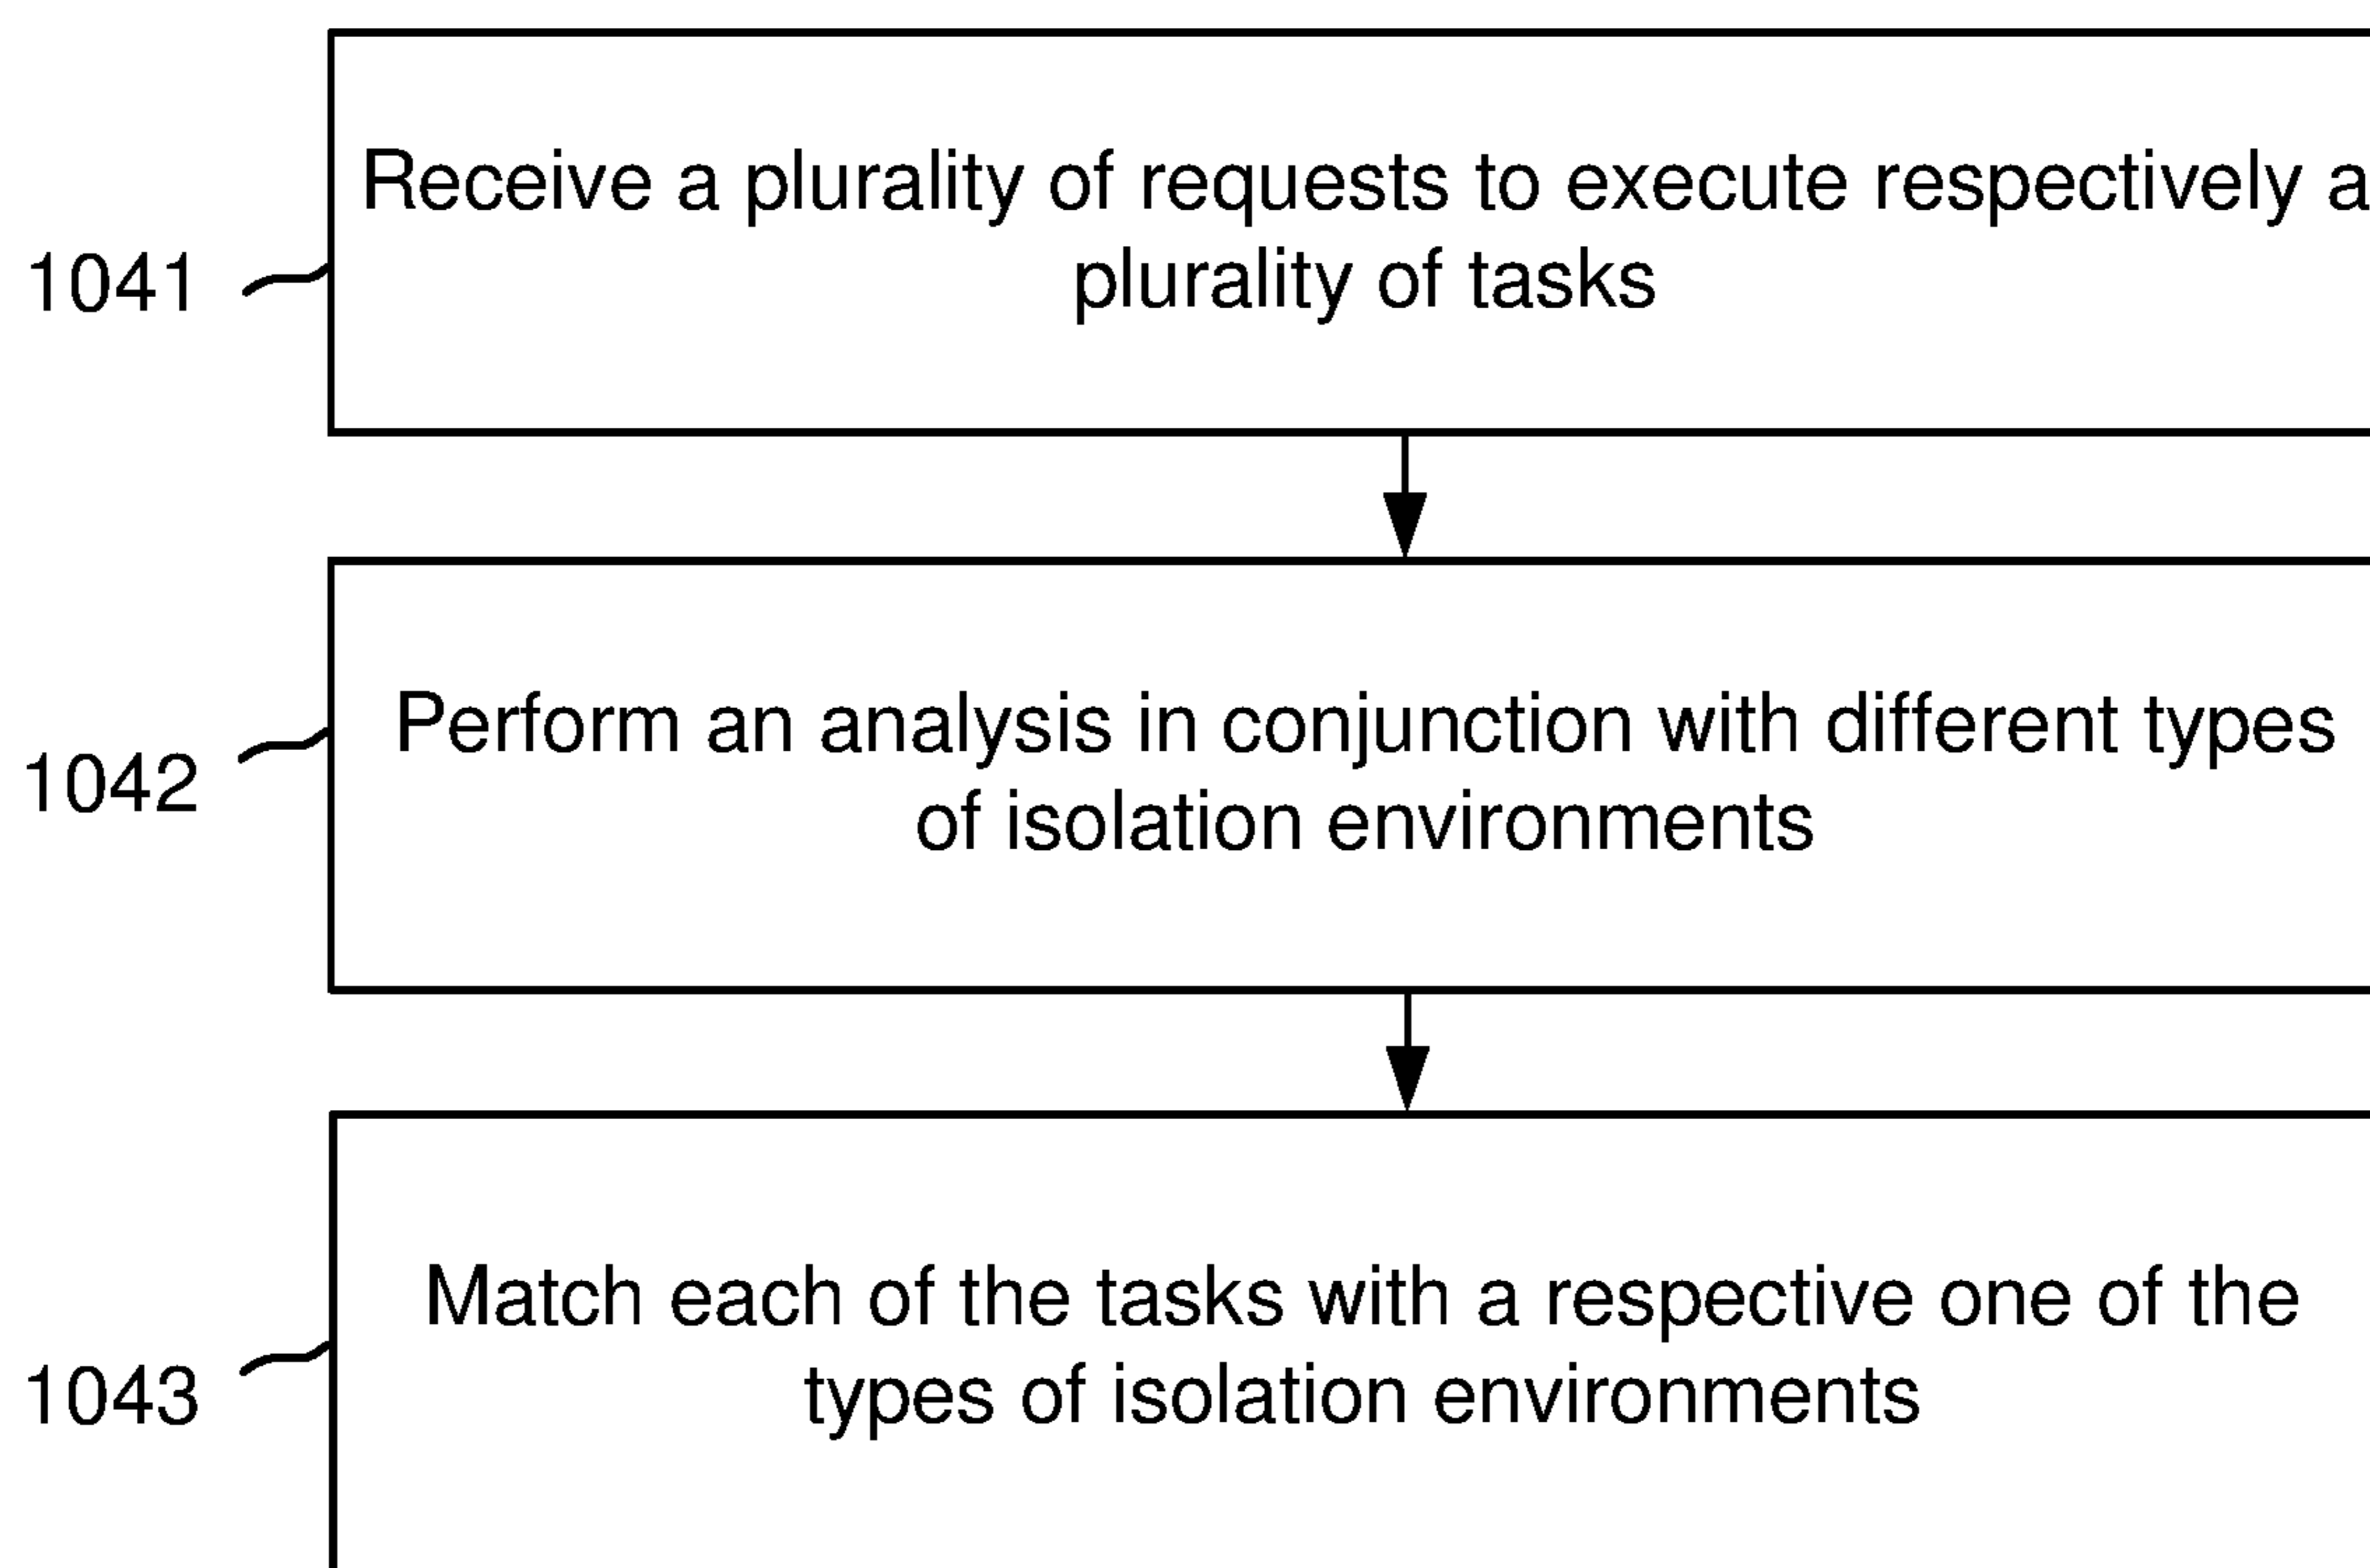 Receive a plurality of requests to execute respectively a
plurality of tasks
1041
Perform an analysis in conjunction with different types
of isolation environments
1042
Match each of the tasks with a respective one of the
types of isolation environments
1043